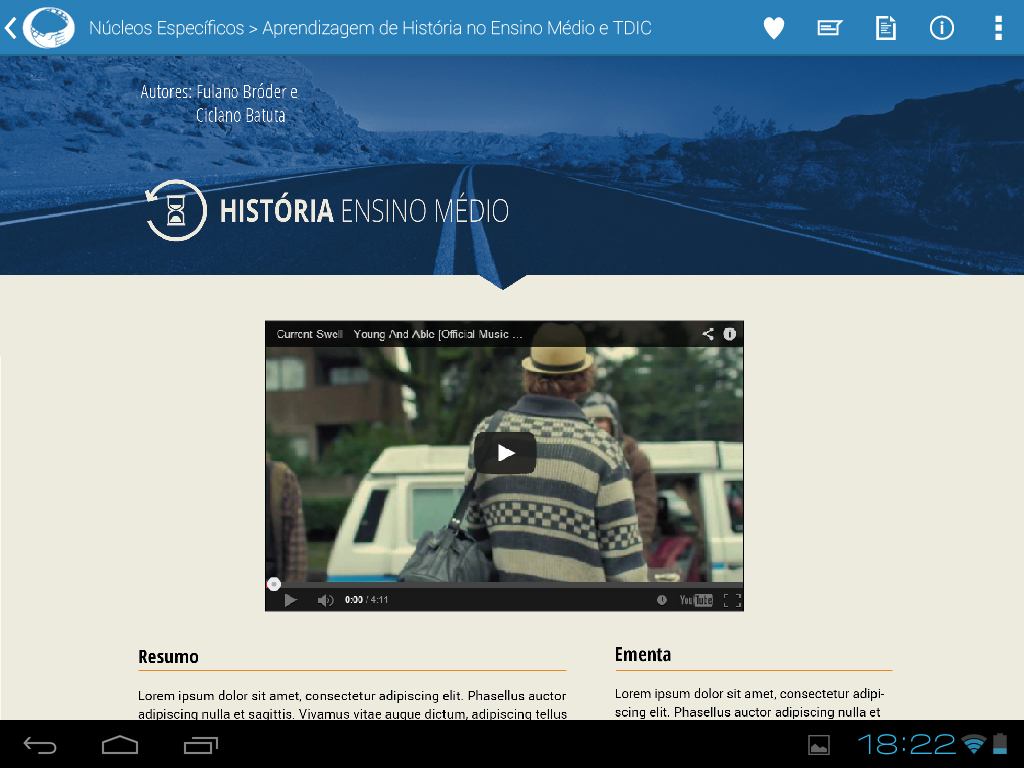 Núcleos Específicos > Aprendizagem de História no Ensino Médio e TDIC
Autores: Fulano Bróder e
Ciclano Batuta
HISTÓRIA ENSINO MÉDIO
Current Swell Young And Able [Official Music ...
0:00 / 4:11
YouTube
Resumo
Lorem ipsum dolor sit amet, consectetur adipiscing elit. Phasellus auctor
adipiscing nulla et sagittis. Vivamus vitae augue dictum, adipiscing tellus
Ementa
Lorem ipsum dolor sit amet, consectetur adipi-
scing elit. Phasellus auctor adipiscing nulla et
18:22